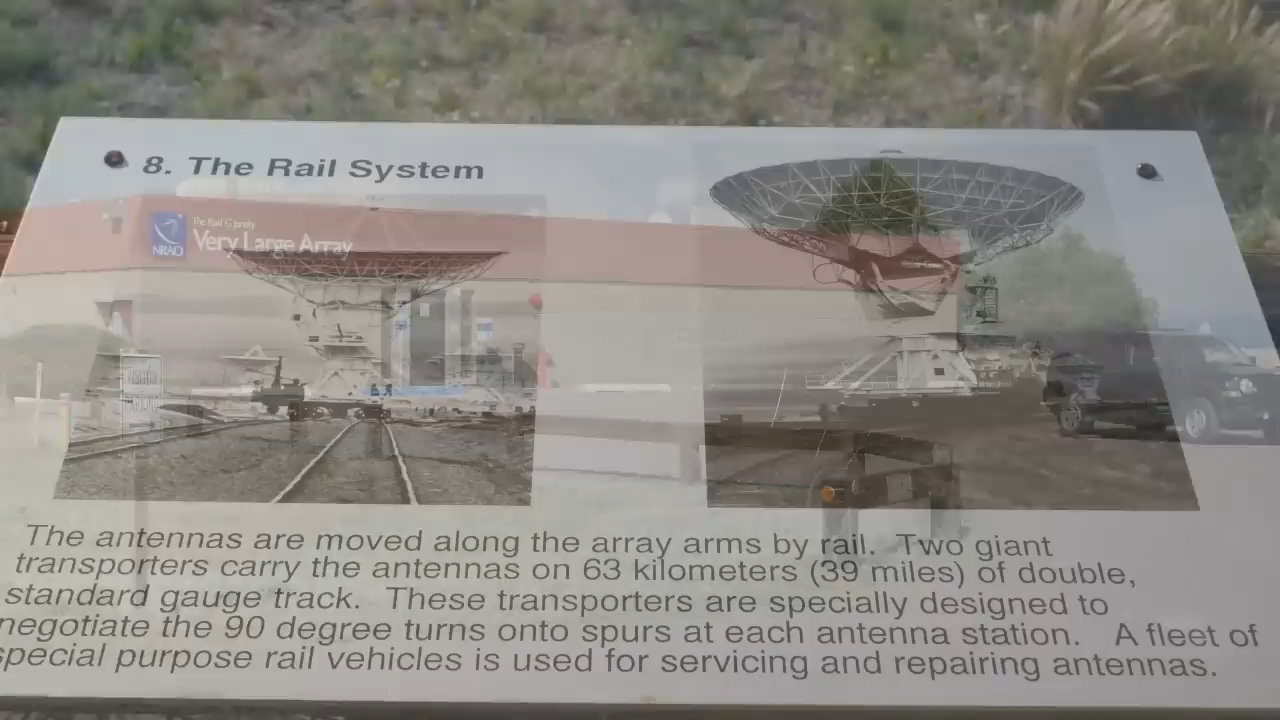 8. The Rail System
NRAO
Very Large Array
The antennas are moved along the array arms by rail. Two giant
transporters carry the antennas on 63 kilometers (39 miles) of double,
standard gauge track. These transporters are specially designed to
negotiate the 90 degree turns onto spurs at each antenna station. A fleet of
special purpose rail vehicles is used for servicing and repairing antennas.